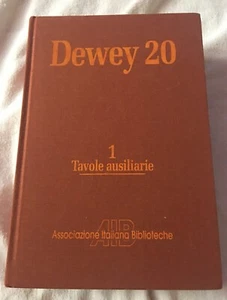 Dewey 20
1
Tavole ausiliarie
AIB
Associazione Italiana Biblioteche